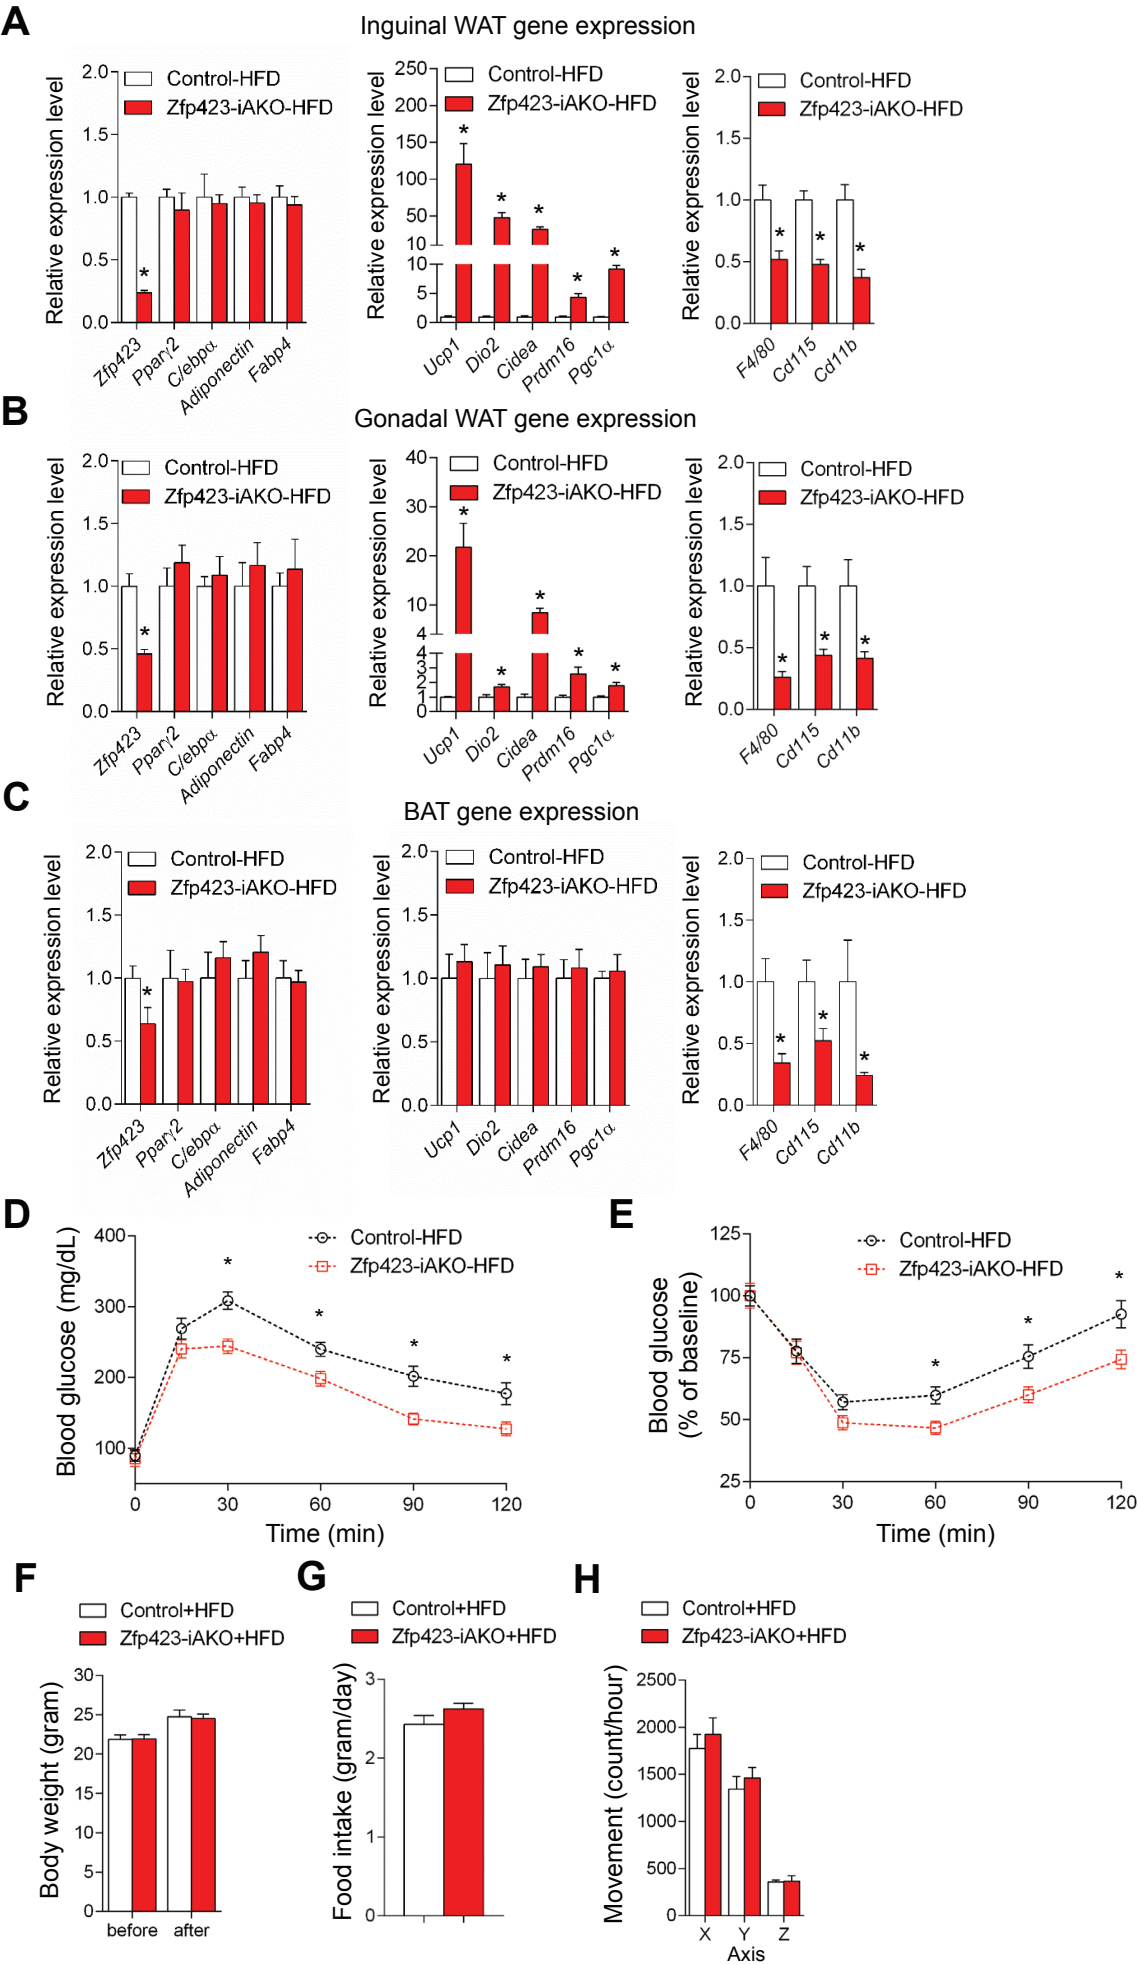 A
Inguinal WAT gene expression
Relative expression level
2.0
1.5
1.0
0.5
0.0
Control-HFD
Zfp423-iAKO-HFD
*
Zfp423
Pparγ2
C/ebpα
Adiponectin
Fabp4
Relative expression level
250
200
150
100
50
10
10
5
0
Control-HFD
Zfp423-iAKO-HFD
*
*
*
*
*
Ucp1
Dio2
Cidea
Prdm16
Pgc1α
Relative expression level
2.0
1.5
1.0
0.5
0.0
Control-HFD
Zfp423-iAKO-HFD
*
*
*
F4/80
Cd115
Cd11b
B
Gonadal WAT gene expression
Relative expression level
2.0
1.5
1.0
0.5
0.0
Control-HFD
Zfp423-iAKO-HFD
*
Zfp423
Pparγ2
C/ebpα
Adiponectin
Fabp4
Relative expression level
40
30
20
10
4
4
3
2
1
0
Control-HFD
Zfp423-iAKO-HFD
*
*
*
*
*
Ucp1
Dio2
Cidea
Prdm16
Pgc1α
Relative expression level
2.0
1.5
1.0
0.5
0.0
Control-HFD
Zfp423-iAKO-HFD
*
*
*
F4/80
Cd115
Cd11b
C
BAT gene expression
Relative expression level
2.0
1.5
1.0
0.5
0.0
Control-HFD
Zfp423-iAKO-HFD
*
Zfp423
Pparγ2
C/ebpα
Adiponectin
Fabp4
Relative expression level
2.0
1.5
1.0
0.5
0.0
Control-HFD
Zfp423-iAKO-HFD
Ucp1
Dio2
Cidea
Prdm16
Pgc1α
Relative expression level
2.0
1.5
1.0
0.5
0.0
Control-HFD
Zfp423-iAKO-HFD
*
*
*
F4/80
Cd115
Cd11b
D
Blood glucose (mg/dL)
400
300
200
100
Control-HFD
Zfp423-iAKO-HFD
*
*
*
*
0
30
60
90
120
Time (min)
E
Blood glucose
(% of baseline)
125
100
75
50
25
Control-HFD
Zfp423-iAKO-HFD
*
*
*
0
30
60
90
120
Time (min)
F
Control+HFD
Zfp423-iAKO+HFD
Body weight (gram)
30
25
20
15
10
5
0
before
after
G
Control+HFD
Zfp423-iAKO+HFD
Food intake (gram/day)
3
2
1
0
H
Control+HFD
Zfp423-iAKO+HFD
Movement (count/hour)
2500
2000
1500
1000
500
0
X
Y
Z
Axis